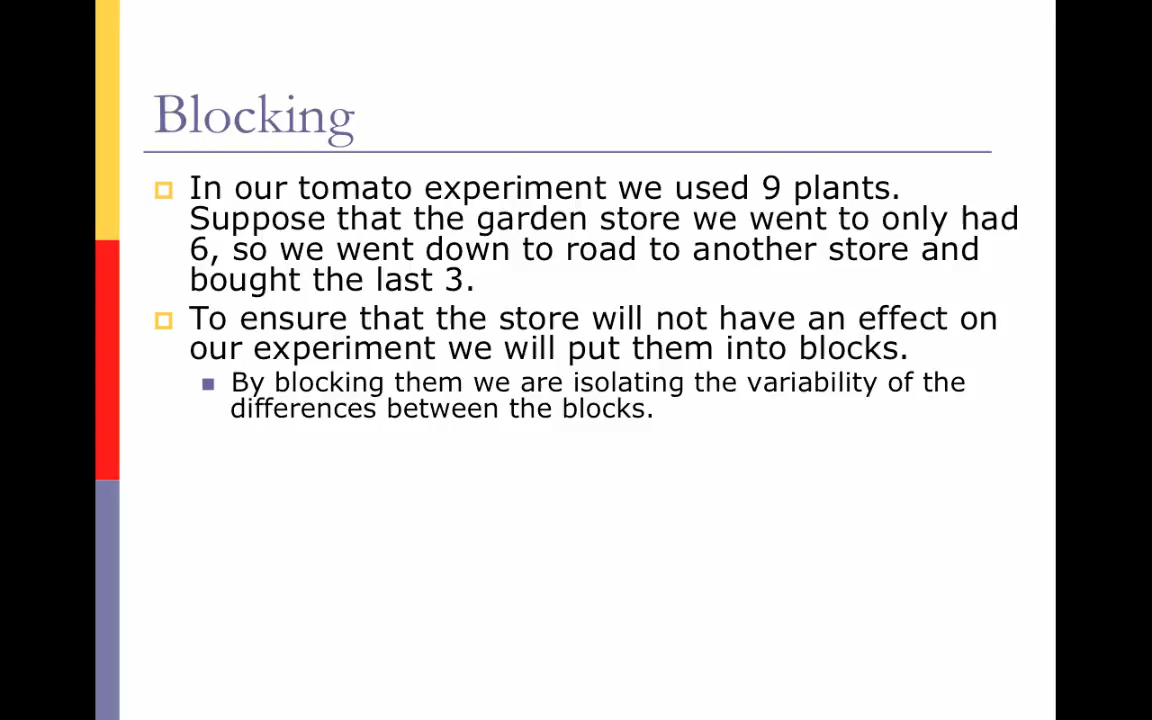 Blocking
In our tomato experiment we used 9 plants.
Suppose that the garden store we went to only had
6, so we went down to road to another store and
bought the last 3.
To ensure that the store will not have an effect on
our experiment we will put them into blocks.
By blocking them we are isolating the variability of the
differences between the blocks.